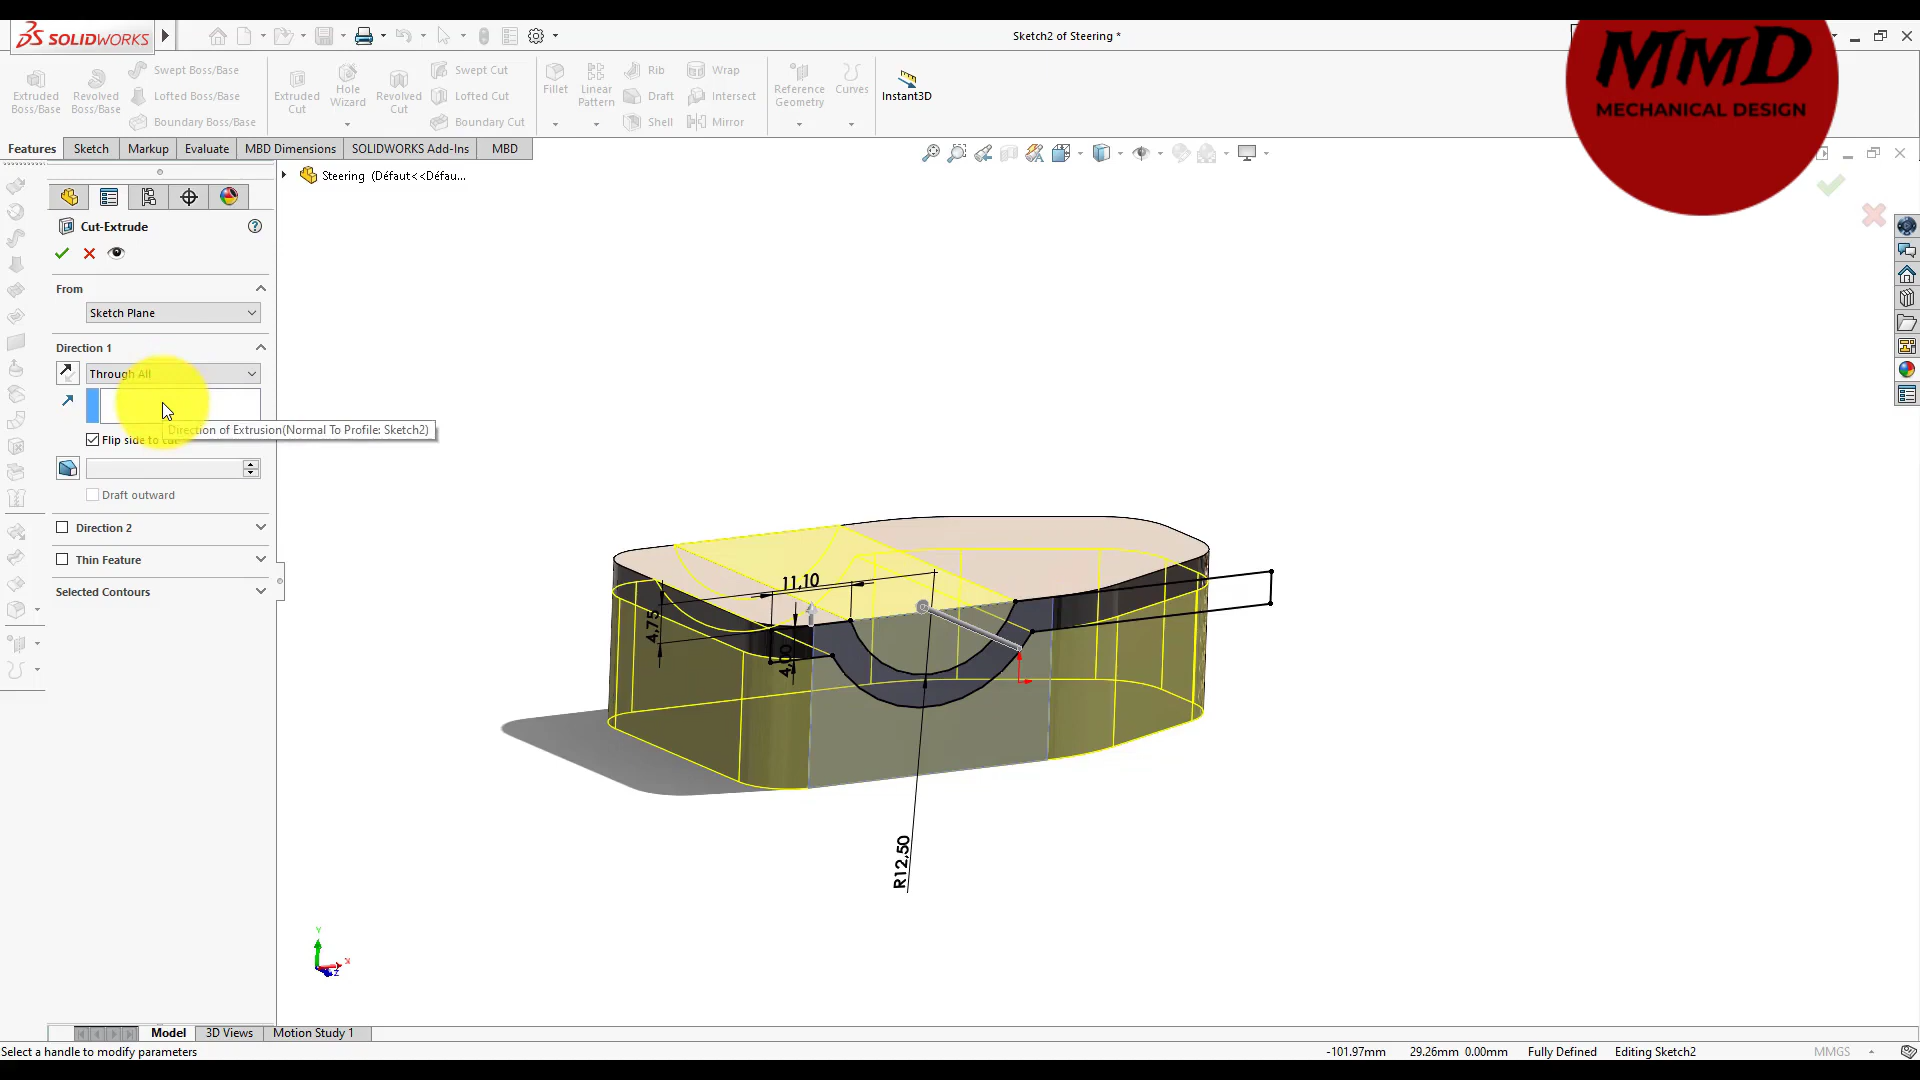 SOLIDWORKS
Sketch2 of Steering *
MMD
MECHANICAL DESIGN
Extruded Boss/Base
Revolved Boss/Base
Swept Boss/Base
Lofted Boss/Base
Boundary Boss/Base
Extruded Cut
Hole Wizard
Revolved Cut
Swept Cut
Lofted Cut
Boundary Cut
Fillet
Linear Pattern
Rib
Draft
Shell
Wrap
Intersect
Mirror
Reference Geometry
Curves
Instant3D
Features
Sketch
Markup
Evaluate
MBD Dimensions
SOLIDWORKS Add-Ins
MBD
Steering (Défaut<<Défau...
Cut-Extrude
From
Sketch Plane
Direction 1
Through All
Direction of Extrusion(Normal To Profile: Sketch2)
Flip side to cut
Draft outward
Direction 2
Thin Feature
Selected Contours
11,10
4,75
4,00
R12,50
Y
X
Z
Model
3D Views
Motion Study 1
Select a handle to modify parameters
-101.97mm 29.26mm 0.00mm Fully Defined Editing Sketch2 MMGS